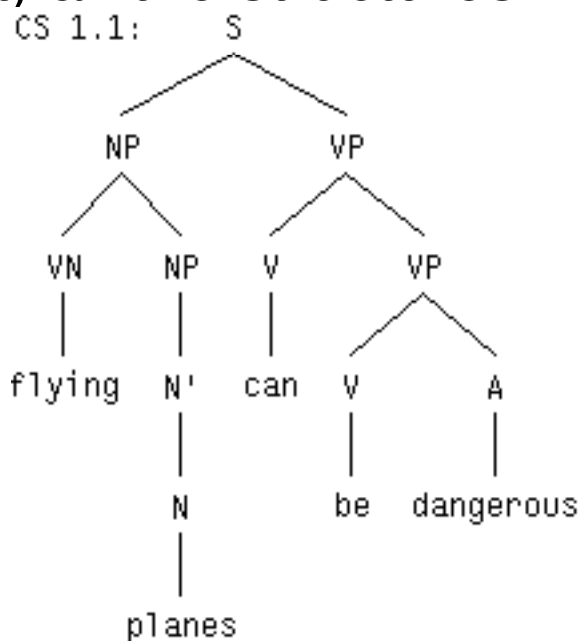 CS 1.1: S
NP VP
VN NP V VP
flying N' can V A
N be dangerous
planes